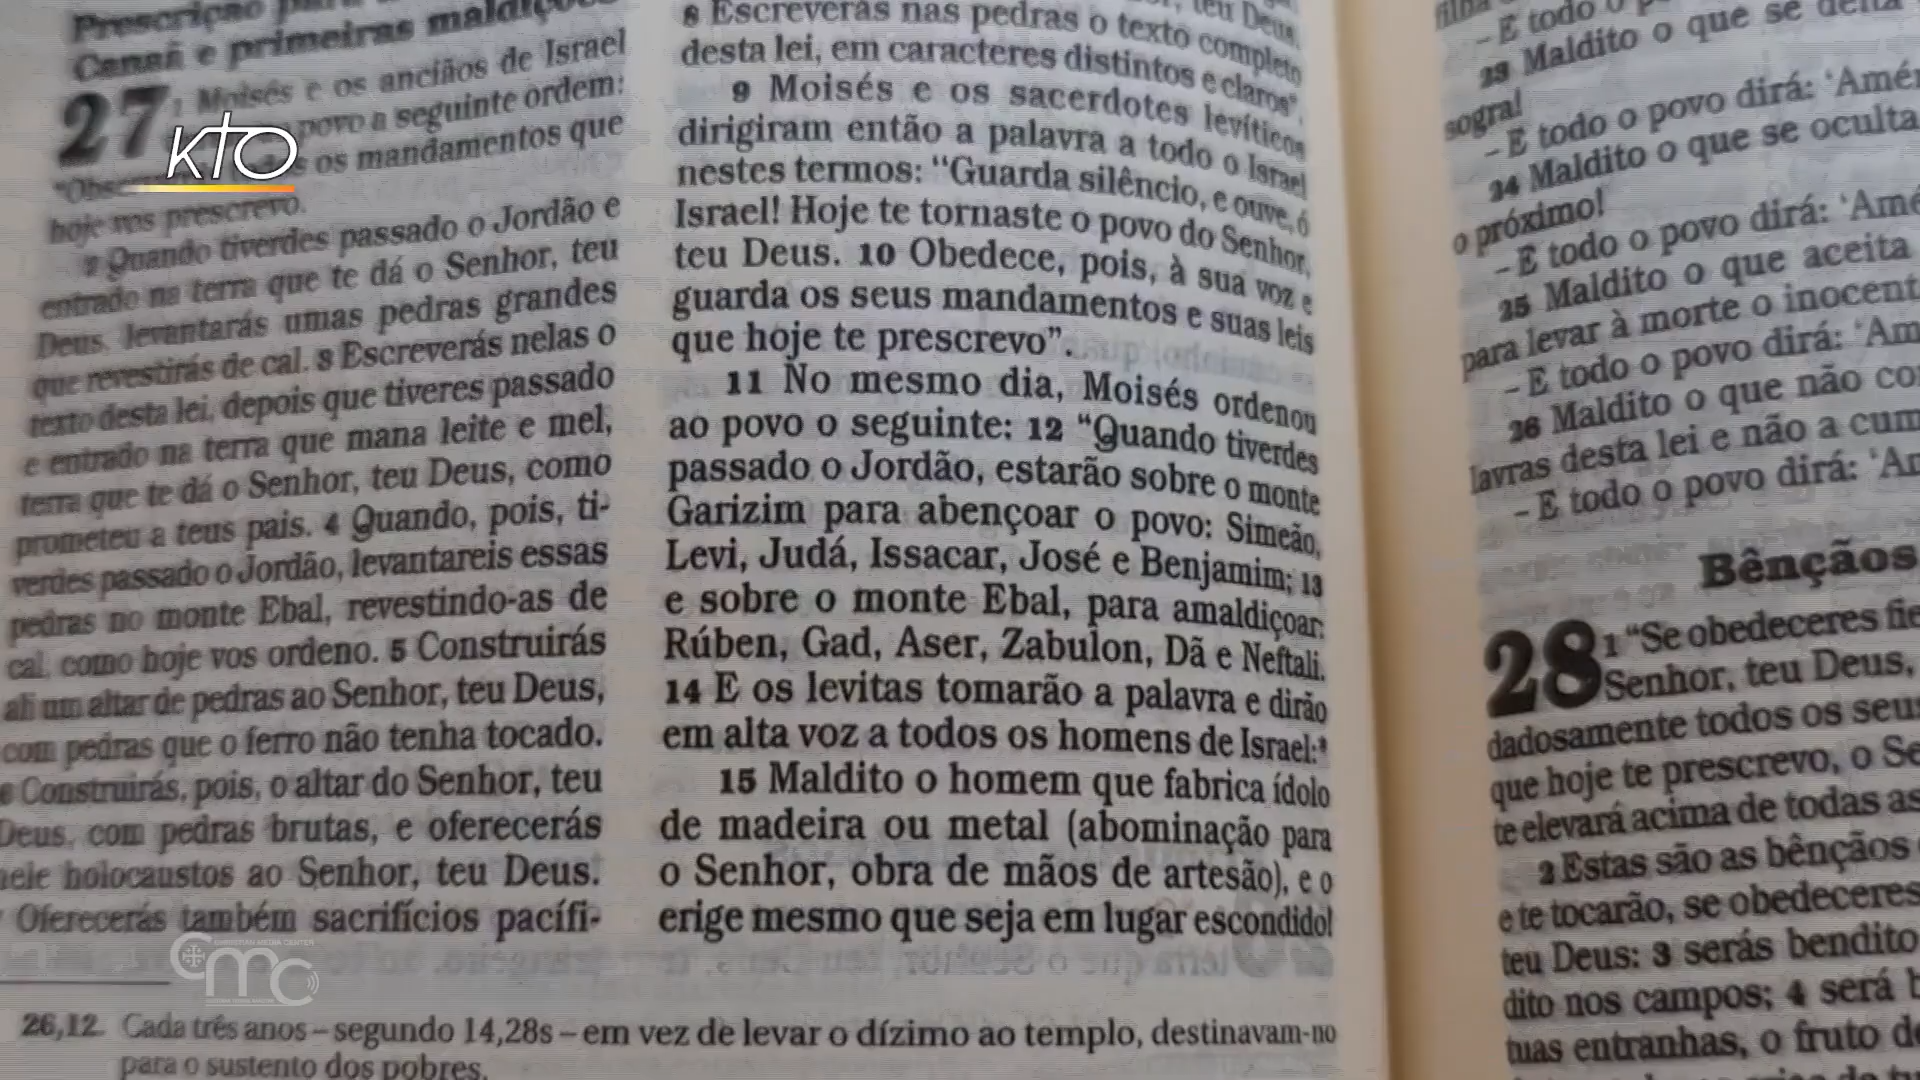 Prescrição
Canaã e primeiras maldições
27 1 Moisés e os anciãos de Israel
povo a seguinte ordem:
os mandamentos que
hoje vos prescrevo.
2 Quando tiverdes passado o Jordão e
entrado na terra que te dá o Senhor, teu
Deus, levantarás umas pedras grandes
que revestirás de cal. 3 Escreverás nelas o
texto desta lei, depois que tiveres passado
e entrado na terra que mana leite e mel,
terra que te dá o Senhor, teu Deus, como
prometeu a teus pais. 4 Quando, pois, ti-
verdes passado o Jordão, levantareis essas
pedras no monte Ebal, revestindo-as de
cal, como hoje vos ordeno. 5 Construirás
ali um altar de pedras ao Senhor, teu Deus,
com pedras que o ferro não tenha tocado.
6 Construirás, pois, o altar do Senhor, teu
Deus, com pedras brutas, e oferecerás
nele holocaustos ao Senhor, teu Deus.
Oferecerás também sacrifícios pacífi-
teu Deus.
8 Escreverás nas pedras o texto completo
desta lei, em caracteres distintos e claros*.
9 Moisés e os sacerdotes levíticos
dirigiram então a palavra a todo o Israel
nestes termos: “Guarda silêncio, e ouve, ó
Israel! Hoje te tornaste o povo do Senhor,
teu Deus. 10 Obedece, pois, à sua voz e
guarda os seus mandamentos e suas leis
que hoje te prescrevo”.
11 No mesmo dia, Moisés ordenou
ao povo o seguinte: 12 “Quando tiverdes
passado o Jordão, estarão sobre o monte
Garizim para abençoar o povo: Simeão,
Levi, Judá, Issacar, José e Benjamim; 13
e sobre o monte Ebal, para amaldiçoar:
Rúben, Gad, Aser, Zabulon, Dã e Neftali.
14 E os levitas tomarão a palavra e dirão
em alta voz a todos os homens de Israel:*
15 Maldito o homem que fabrica ídolo
de madeira ou metal (abominação para
o Senhor, obra de mãos de artesão), e o
erige mesmo que seja em lugar escondido!
26,12. Cada três anos – segundo 14,28s – em vez de levar o dízimo ao templo, destinavam-no
para o sustento dos pobres.
– E todo o
23 Maldito o que se deita
sogra!
– E todo o povo dirá: ‘Amé
24 Maldito o que se oculta
o próximo!
– E todo o povo dirá: ‘Amé
25 Maldito o que aceita
para levar à morte o inocent
– E todo o povo dirá: ‘Am
26 Maldito o que não co
lavras desta lei e não a cum
– E todo o povo dirá: ‘Am
Bênçãos
28 1 “Se obedeceres fie
Senhor, teu Deus,
dadosamente todos os seus
que hoje te prescrevo, o Se
te elevará acima de todas as
2 Estas são as bênçãos
e te tocarão, se obedeceres
teu Deus: 3 serás bendito
dito nos campos; 4 será b
tuas entranhas, o fruto d
KTO
CHRISTIAN MEDIA CENTER
CMC